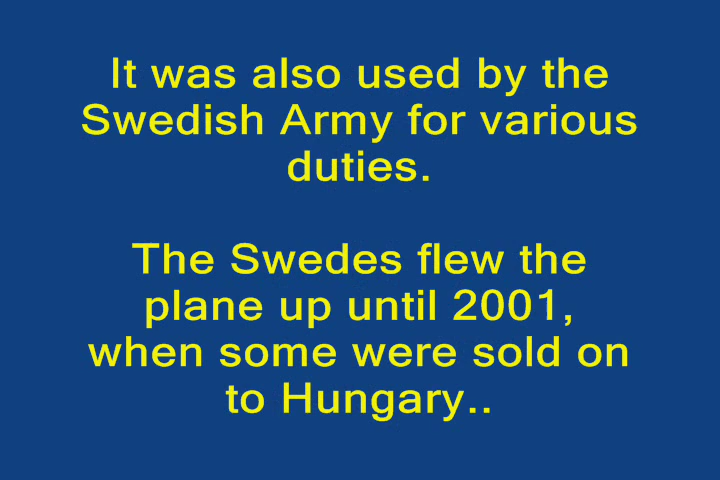 It was also used by the
Swedish Army for various
duties.
The Swedes flew the
plane up until 2001,
when some were sold on
to Hungary..